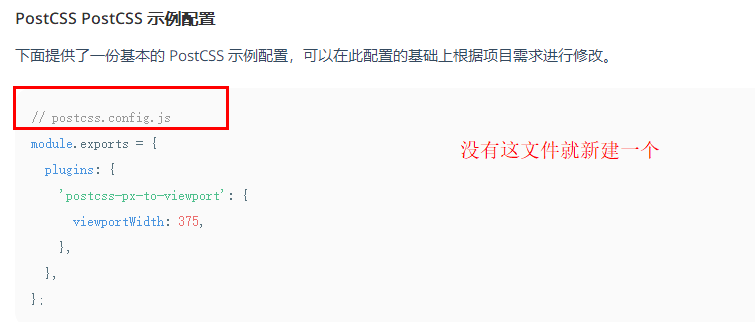 PostCSS PostCSS 示例配置
下面提供了一份基本的 PostCSS 示例配置，可以在此配置的基础上根据项目需求进行修改。
// postcss.config.js
module.exports = {
没有这文件就新建一个
  plugins: {
    'postcss-px-to-viewport': {
      viewportWidth: 375,
    },
  },
};